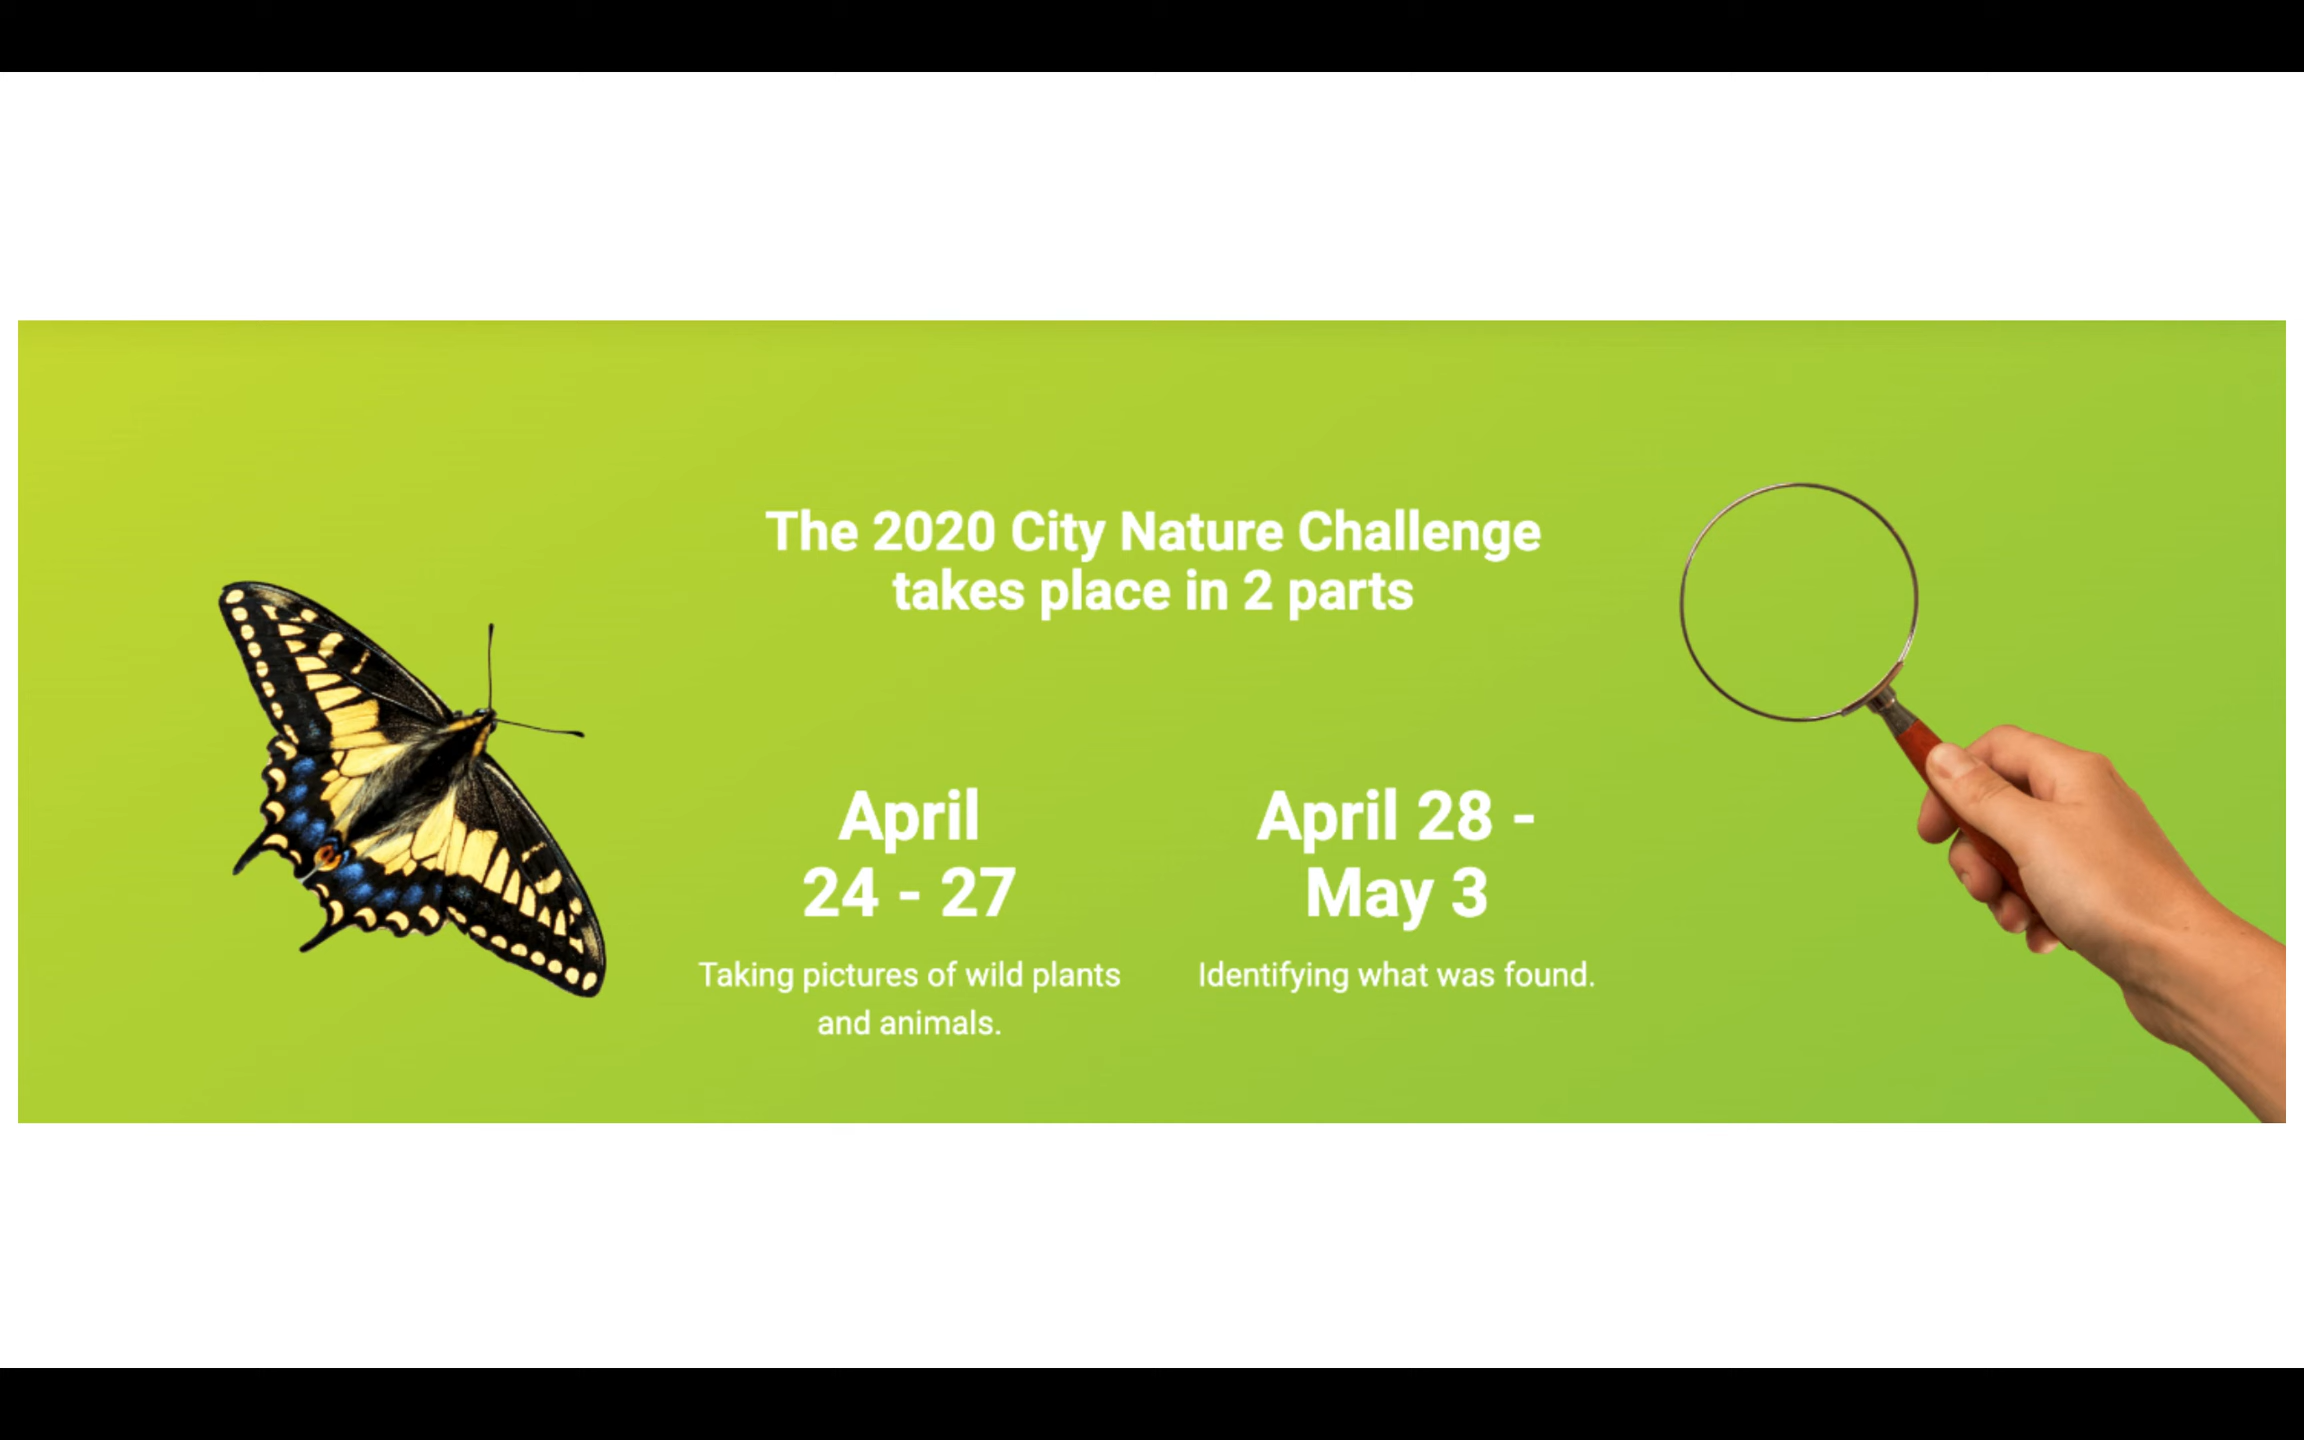 The 2020 City Nature Challenge
takes place in 2 parts
April
24 - 27
Taking pictures of wild plants
and animals.
April 28 -
May 3
Identifying what was found.